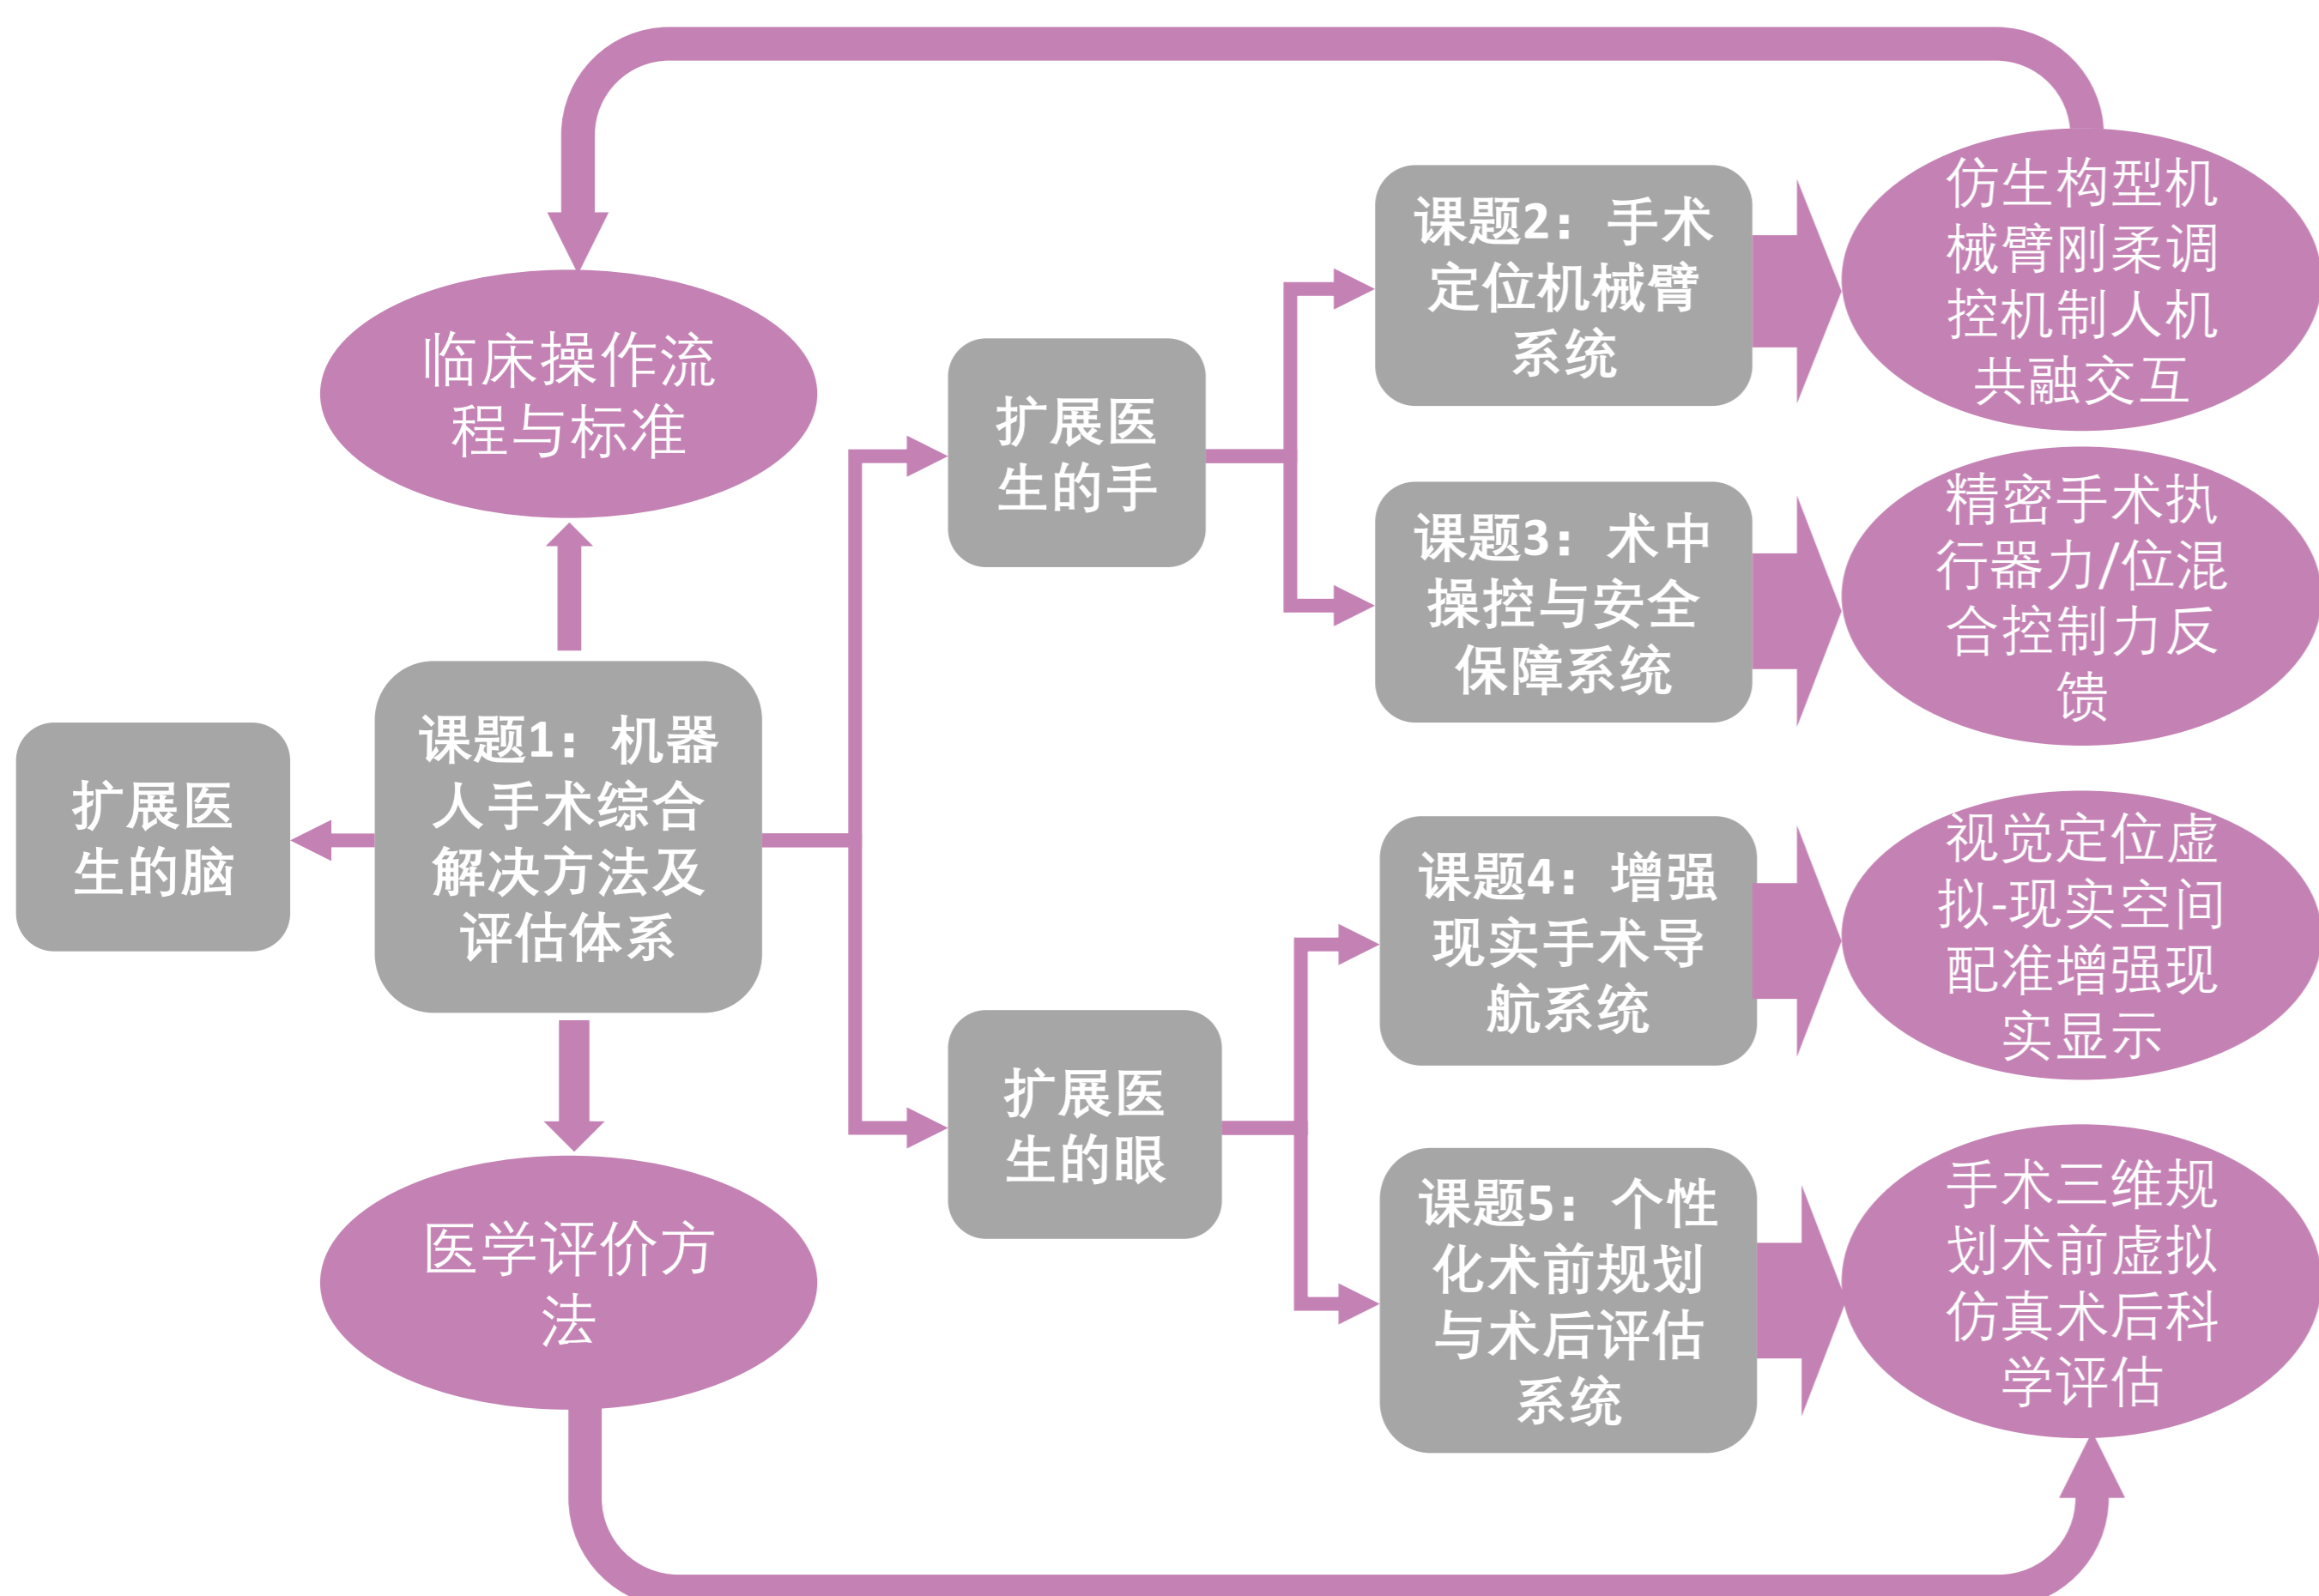 临床操作流
程与标准
扩展医
生的脑
课题1： 机器
人手术综合
解决方法及
评估体系
医学评价方
法
扩展医
生的手
扩展医
生的眼
课题2： 手术
定位机械臂
系统
课题3： 术中
操控与安全
保障系统
课题4： 增强
现实手术导
航系统
课题5： 个性
化术前规划
与术后评估
系统
仿生构型机
械臂刚柔调
控机制人机
共融交互
精密手术执
行器力/位混
合控制力反
馈
视觉定位虚
拟-现实空间
配准增强现
实显示
手术三维规
划术前虚拟
仿真术后科
学评估